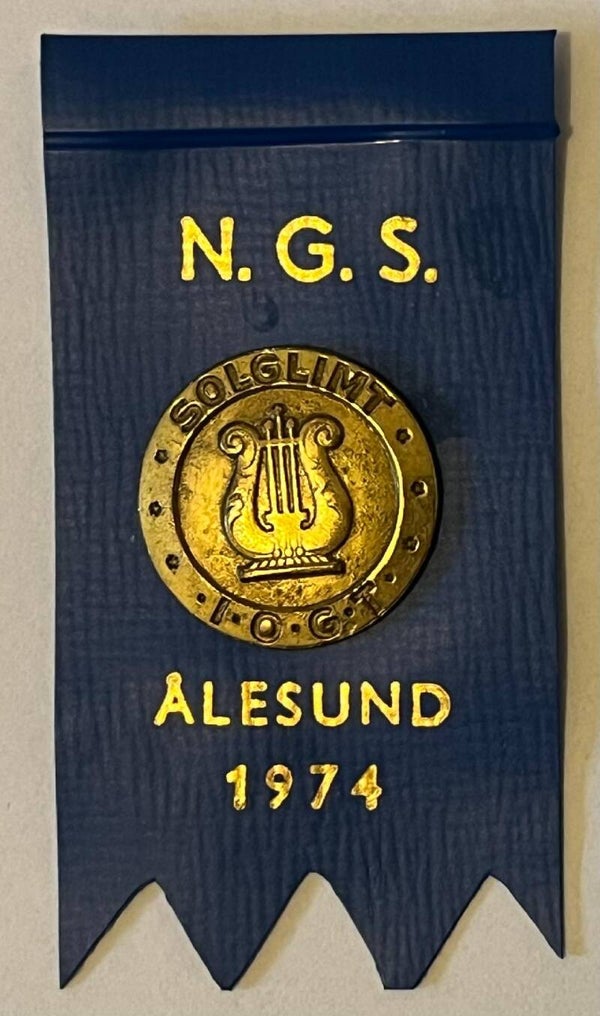 N. G. S.
SOLGLIMT
I·O·G·T
ÅLESUND
1974